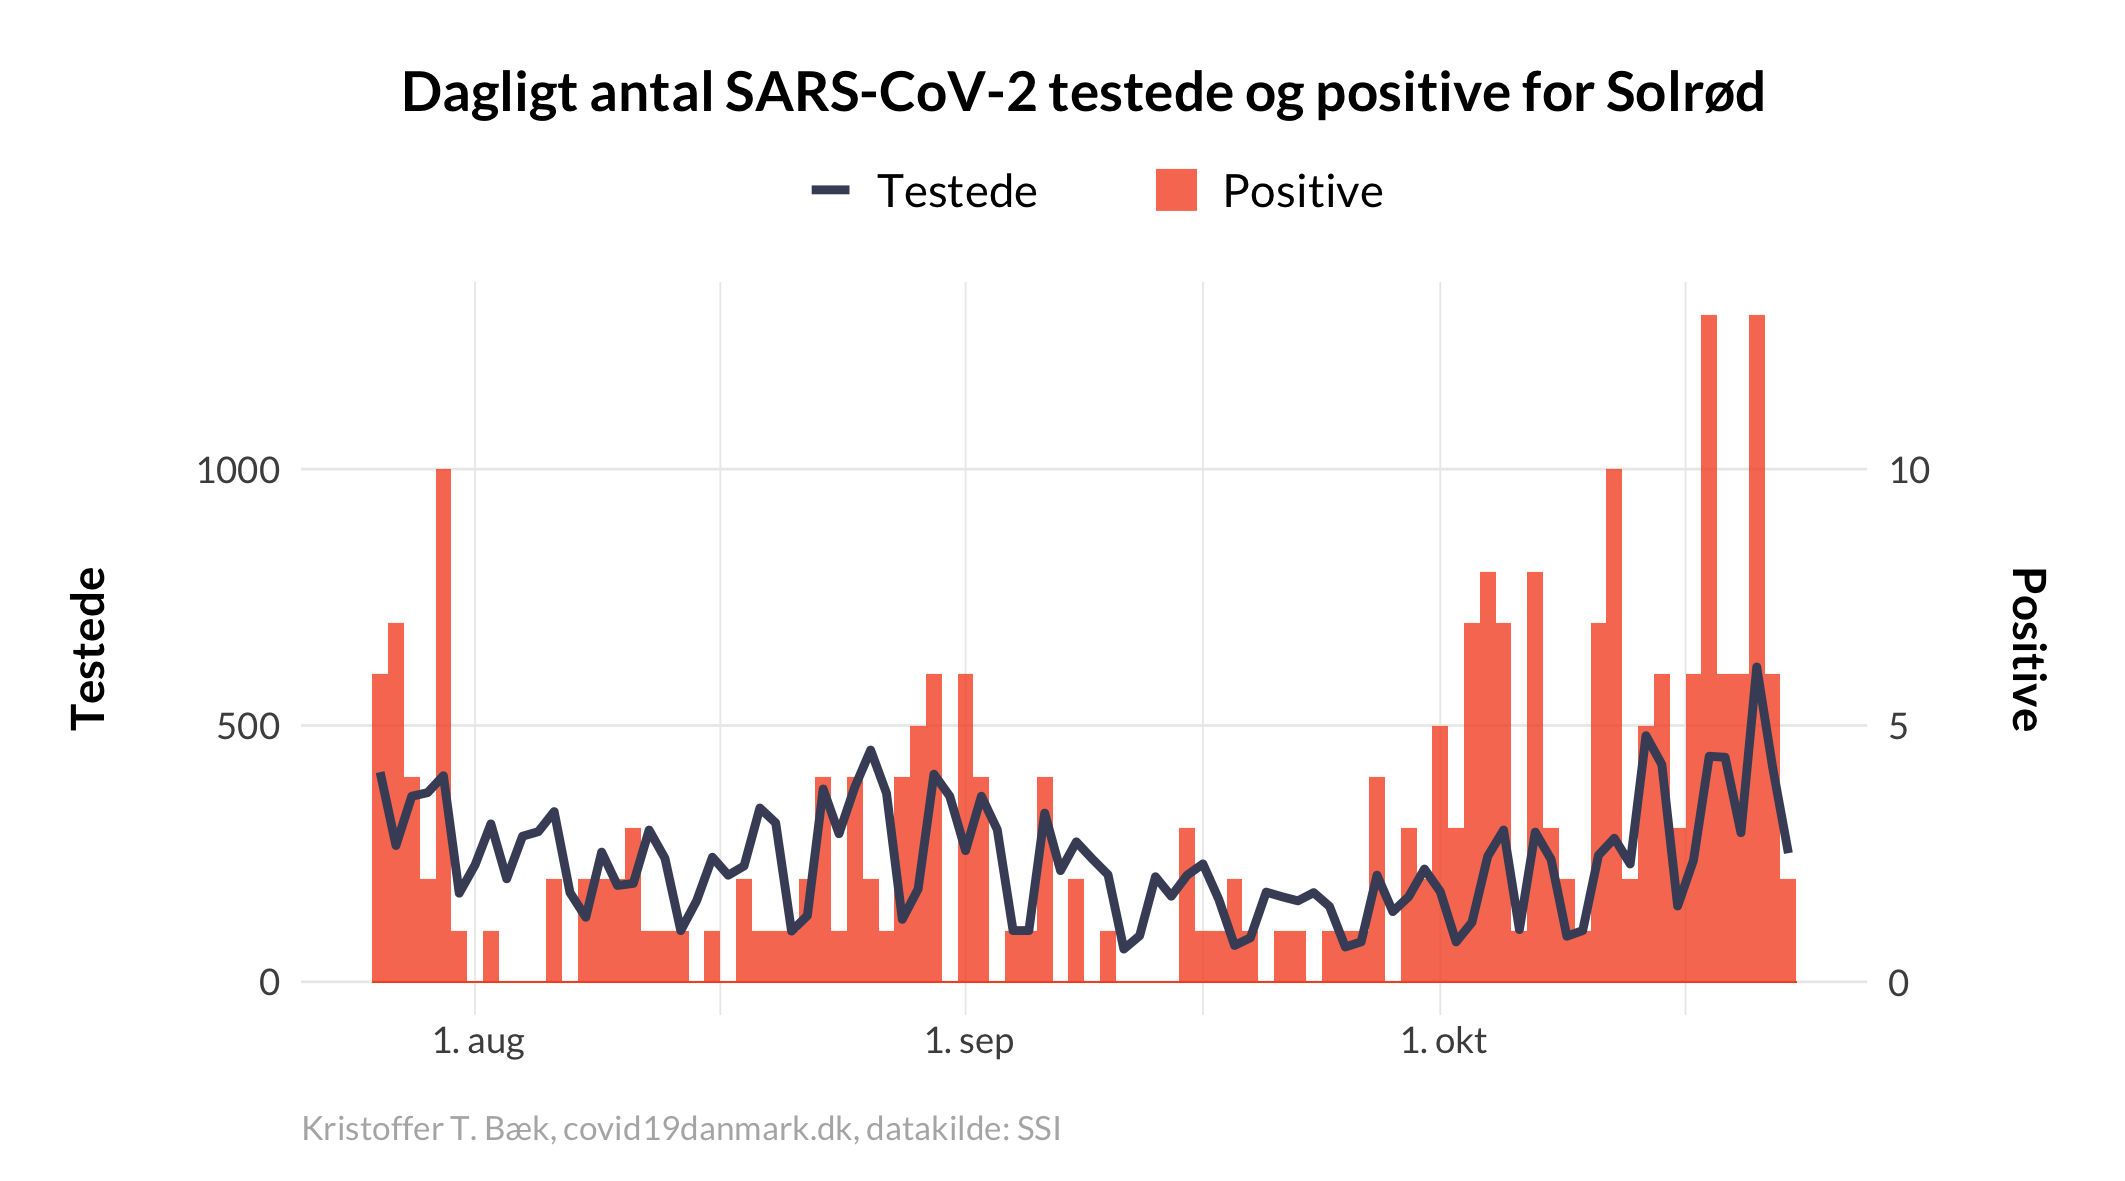 Dagligt antal SARS-CoV-2 testede og positive for Solrød
Testede
Positive
1000
500
0
10
5
0
Testede
Positive
1. aug
1. sep
1. okt
Kristoffer T. Bæk, covid19danmark.dk, datakilde: SSI